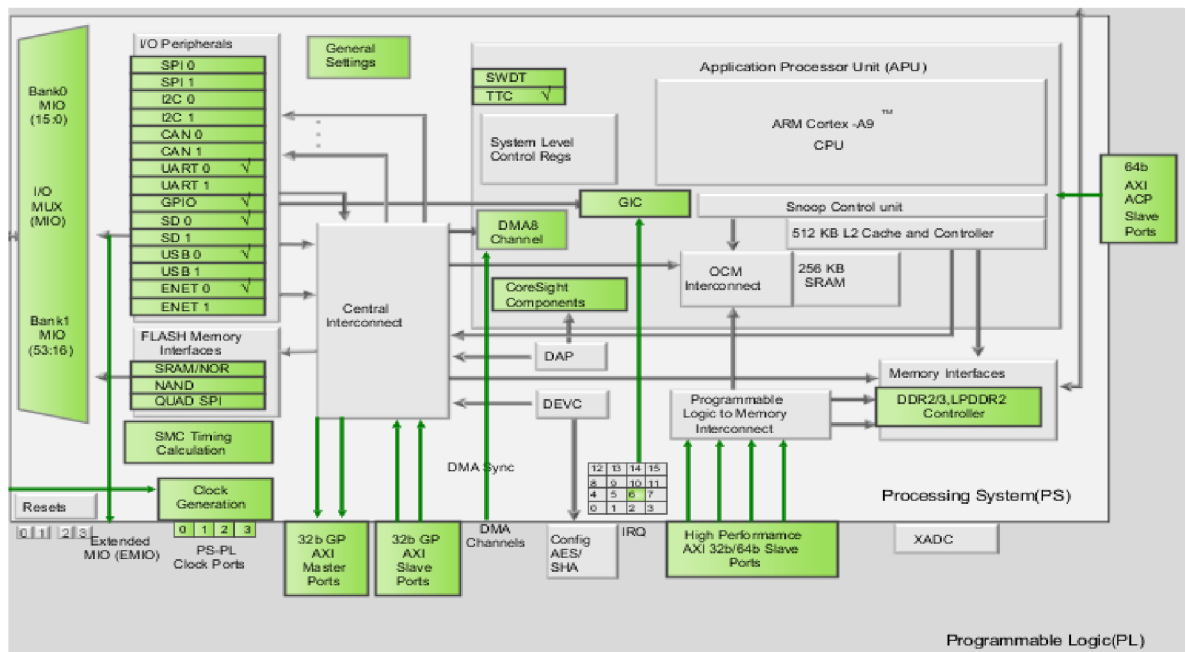 I/O Peripherals
SPI 0
SPI 1
I2C 0
I2C 1
CAN 0
CAN 1
UART 0 √
UART 1
GPIO √
SD 0 √
SD 1
USB 0 √
USB 1
ENET 0 √
ENET 1
Bank0
MIO
(15:0)
I/O
MUX
(MIO)
Bank1
MIO
(53:16)
FLASH Memory
Interfaces
SRAM/NOR
NAND
QUAD SPI
SMC Timing
Calculation
General
Settings
Application Processor Unit (APU)
SWDT
TTC √
System Level
Control Regs
ARM Cortex -A9 ™
CPU
GIC
Snoop Control unit
512 KB L2 Cache and Controller
DMA8
Channel
OCM
Interconnect
256 KB
SRAM
CoreSight
Components
Central
Interconnect
DAP
DEVC
Programmable
Logic to Memory
Interconnect
Memory Interfaces
DDR2/3,LPDDR2
Controller
64b
AXI
ACP
Slave
Ports
DMA Sync
12 13 14 15
8 9 10 11
4 5 6 7
0 1 2 3
Processing System(PS)
Resets
0 1 2 3
Clock
Generation
0 1 2 3
Extended
MIO (EMIO)
PS-PL
Clock Ports
32b GP
AXI
Master
Ports
32b GP
AXI
Slave
Ports
DMA
Channels
Config
AES/
SHA
IRQ
High Performamce
AXI 32b/64b Slave
Ports
XADC
Programmable Logic(PL)